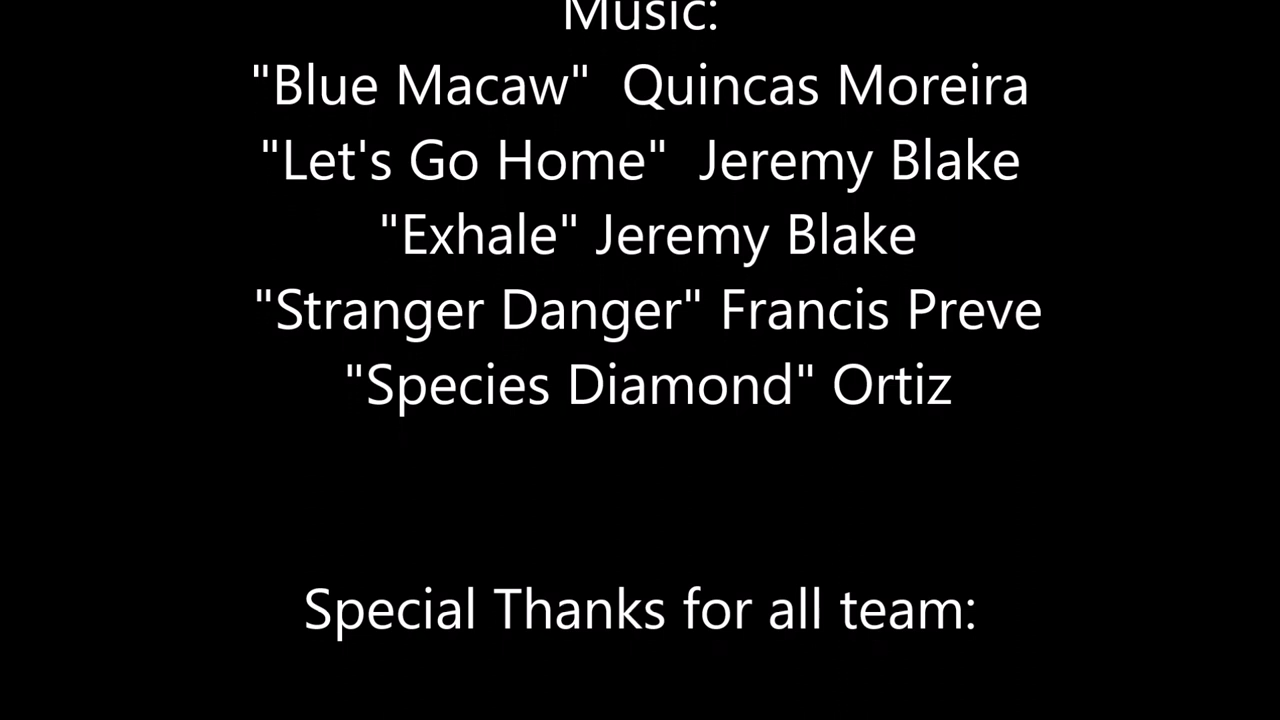 Music:
"Blue Macaw"  Quincas Moreira
"Let's Go Home"  Jeremy Blake
"Exhale" Jeremy Blake
"Stranger Danger" Francis Preve
"Species Diamond" Ortiz
Special Thanks for all team: